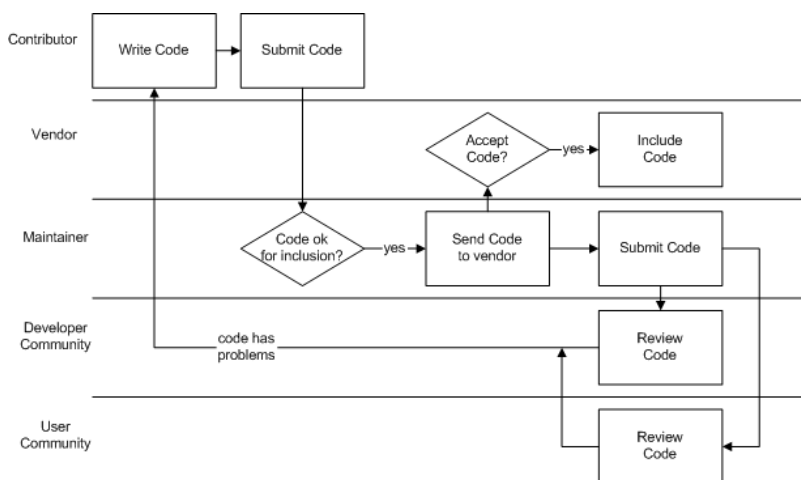 Contributor
Write Code
Submit Code
Vendor
Accept
Code?
yes
Include
Code
Maintainer
Code ok
for inclusion?
yes
Send Code
to vendor
Submit Code
Developer
Community
code has
problems
Review
Code
User
Community
Review
Code